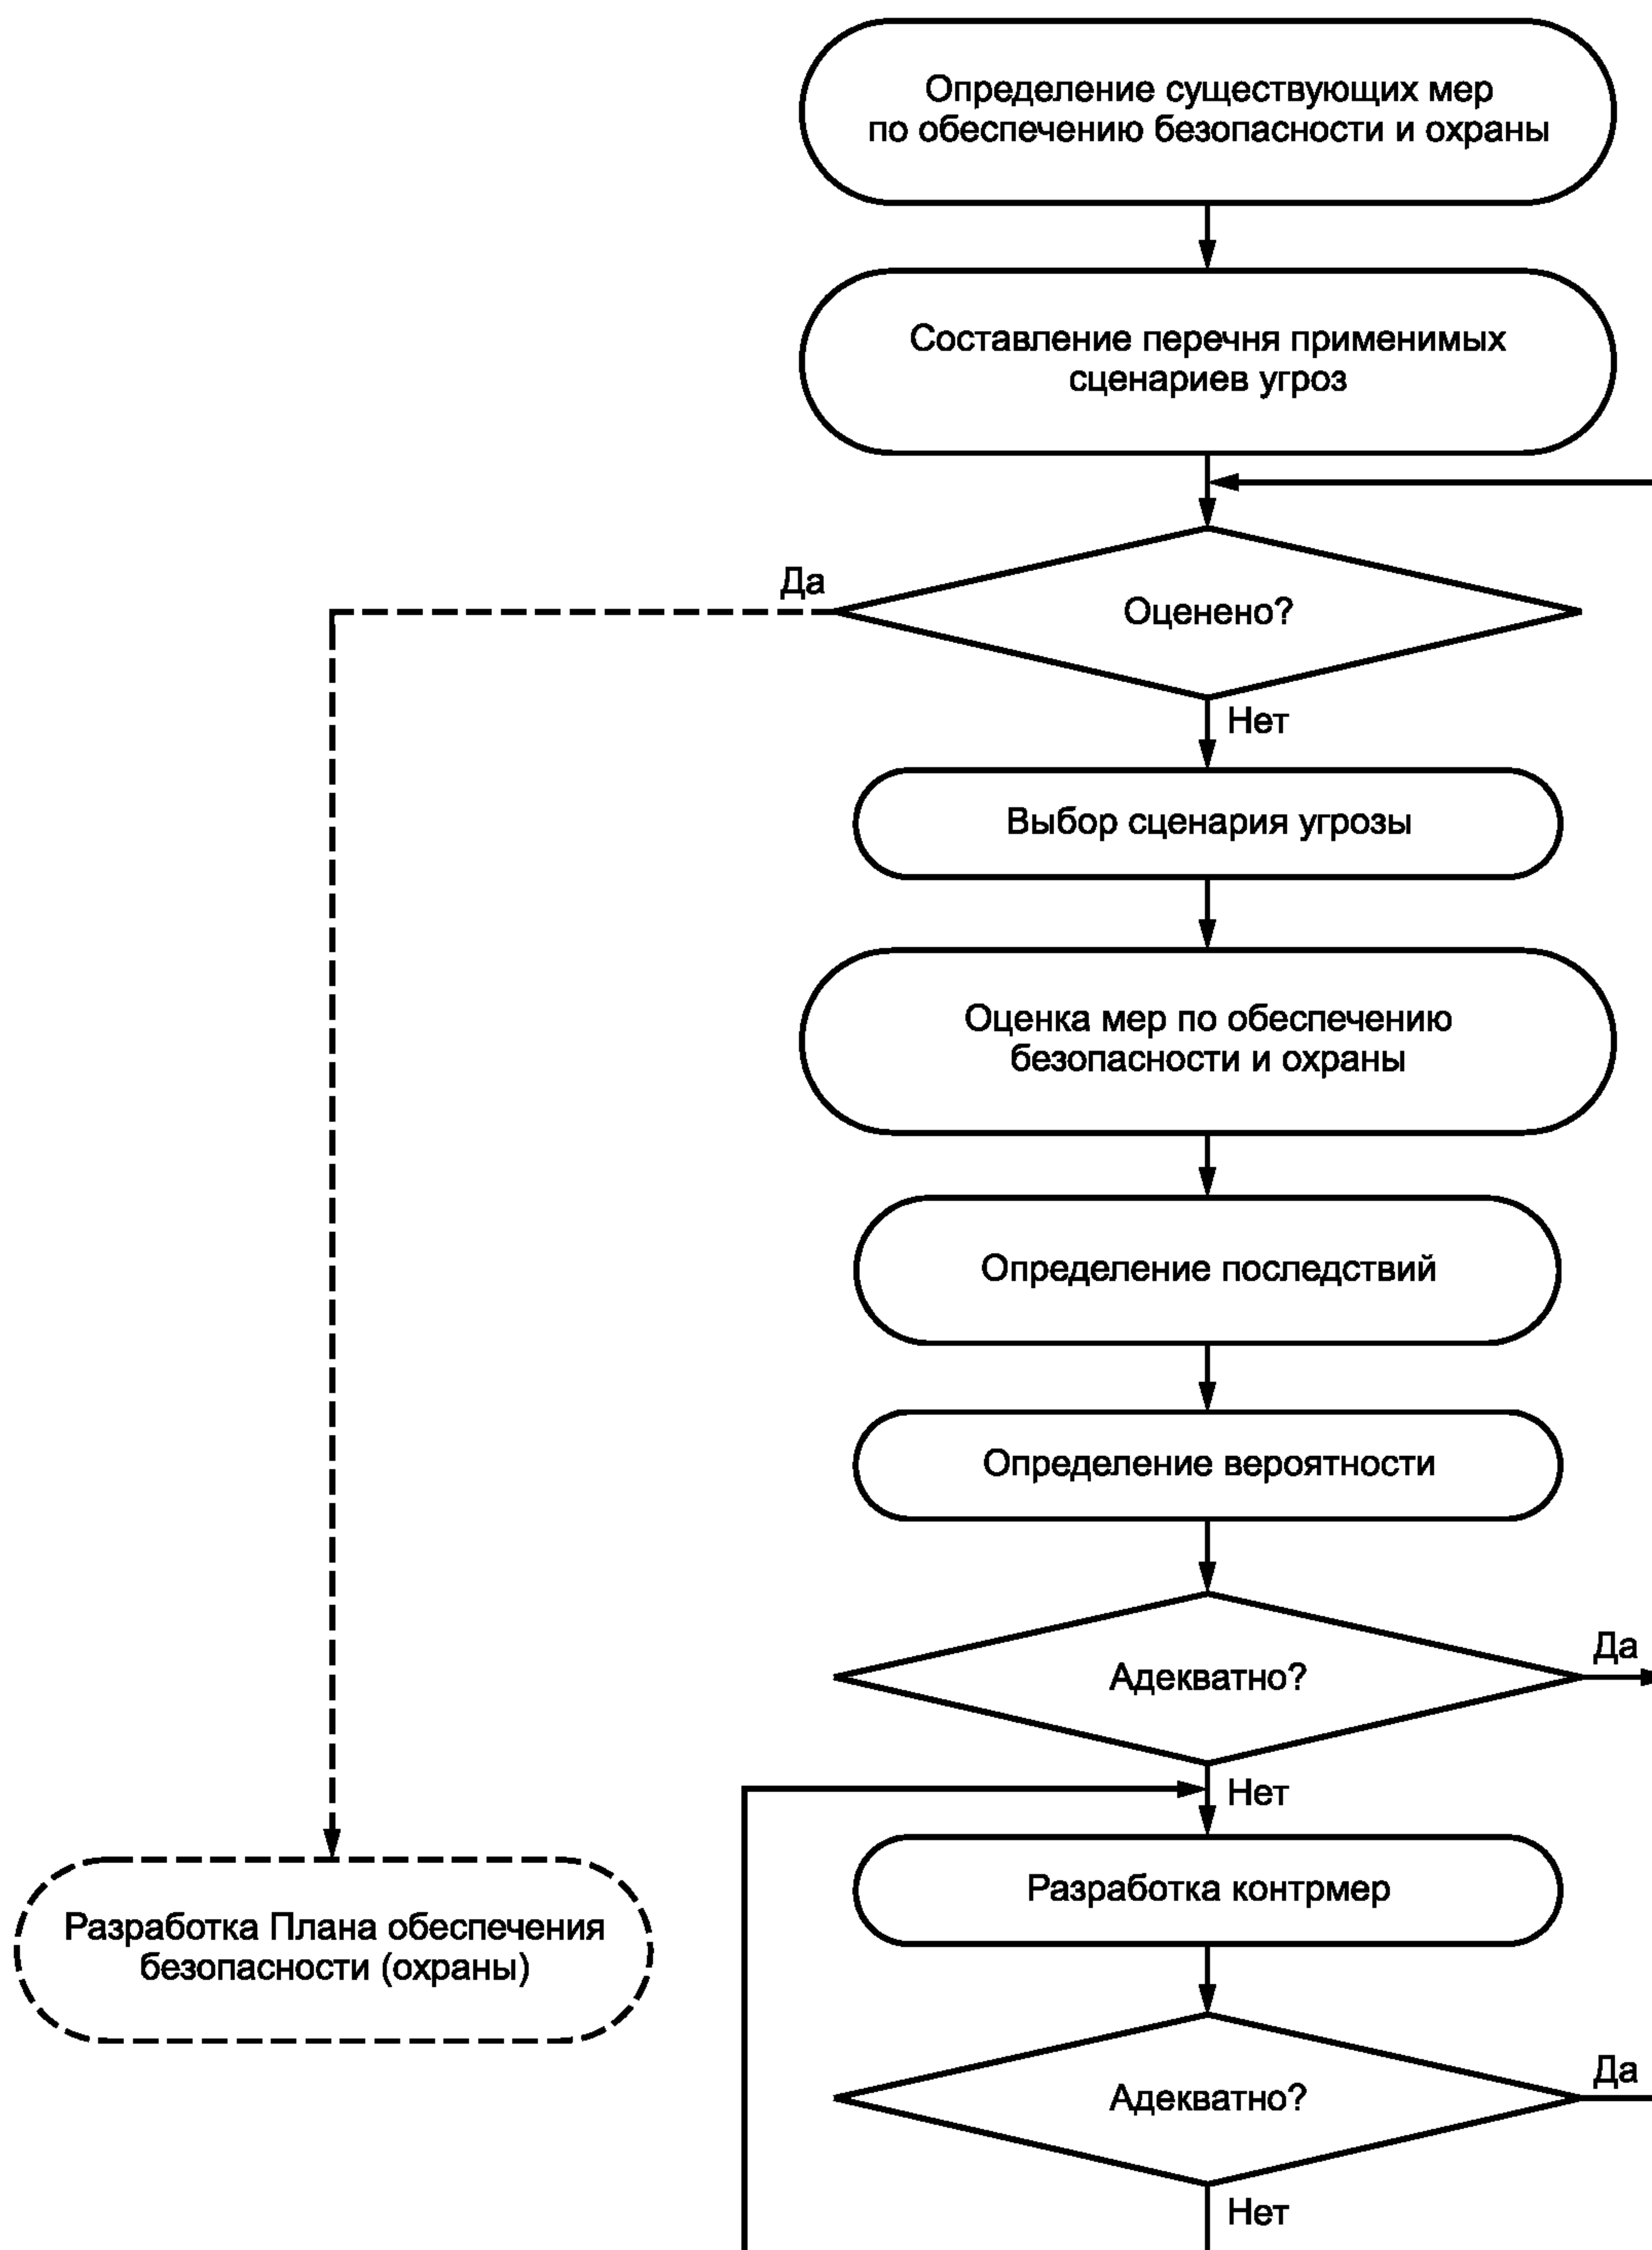 Определение существующих мер
по обеспечению безопасности и охраны
Составление перечня применимых
сценариев угроз
Да
Оценено?
Нет
Выбор сценария угрозы
Оценка мер по обеспечению
безопасности и охраны
Определение последствий
Определение вероятности
Да
Адекватно?
Нет
Разработка контрмер
Разработка Плана обеспечения
безопасности (охраны)
Да
Адекватно?
Нет